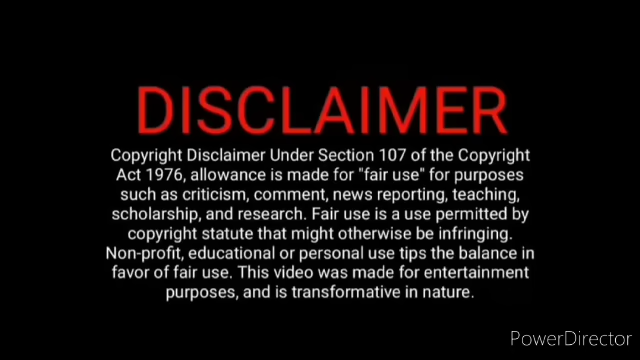 DISCLAIMER
Copyright Disclaimer Under Section 107 of the Copyright
Act 1976, allowance is made for "fair use" for purposes
such as criticism, comment, news reporting, teaching,
scholarship, and research. Fair use is a use permitted by
copyright statute that might otherwise be infringing.
Non-profit, educational or personal use tips the balance in
favor of fair use. This video was made for entertainment
purposes, and is transformative in nature.
PowerDirector